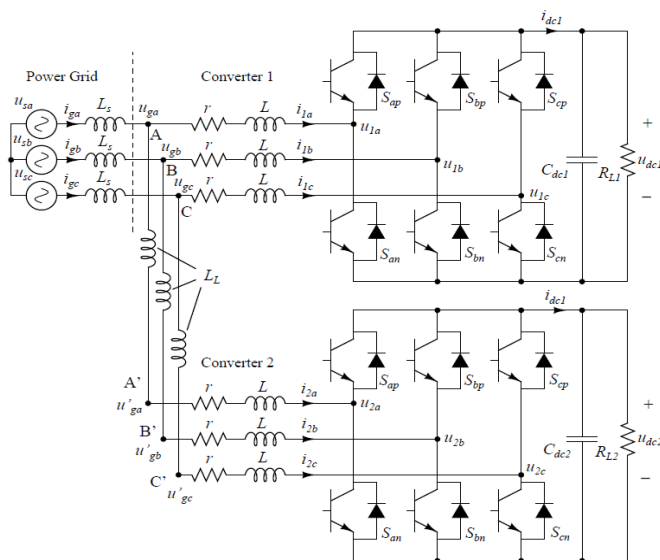 i_dc1
Power Grid
Converter 1
S_ap
S_bp
S_cp
u_sa
i_ga
L_s
u_ga
r
L
i_1a
u_1a
A
u_sb
i_gb
L_s
u_gb
r
L
i_1b
u_1b
B
u_sc
i_gc
L_s
u_gc
r
L
i_1c
u_1c
C
C_dc1
R_L1
+
u_dc1
−
S_an
S_bn
S_cn
L_L
i_dc1
Converter 2
S_ap
S_bp
S_cp
A'
u'_ga
r
L
i_2a
u_2a
B'
u'_gb
r
L
i_2b
u_2b
C'
u'_gc
r
L
i_2c
u_2c
C_dc2
R_L2
+
u_dc2
−
S_an
S_bn
S_cn